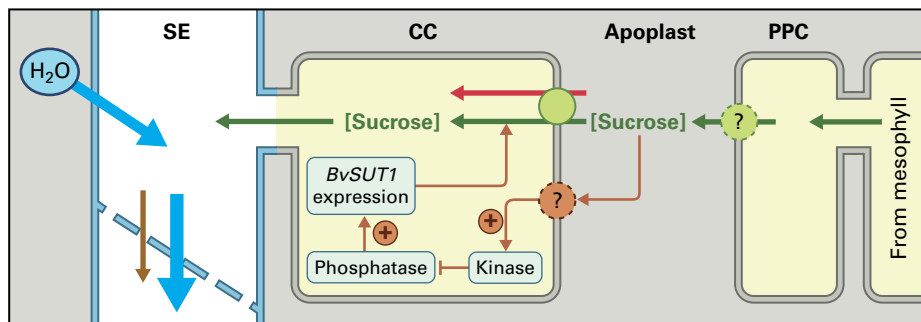 SE
CC
Apoplast
PPC
H₂O
[Sucrose]
[Sucrose]
?
BvSUT1
expression
?
+
+
Phosphatase
Kinase
From mesophyll